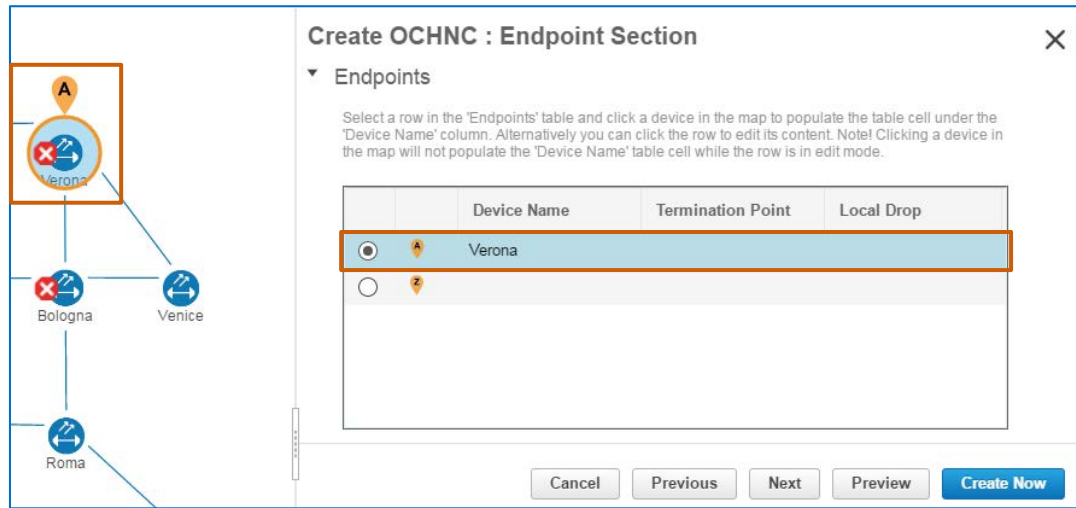 Create OCHNC : Endpoint Section
Endpoints
Select a row in the 'Endpoints' table and click a device in the map to populate the table cell under the
'Device Name' column. Alternatively you can click the row to edit its content. Note! Clicking a device in
the map will not populate the 'Device Name' table cell while the row is in edit mode.
Device Name Termination Point Local Drop
A Verona
Z
Cancel Previous Next Preview Create Now
A
Verona
Bologna Venice
Roma